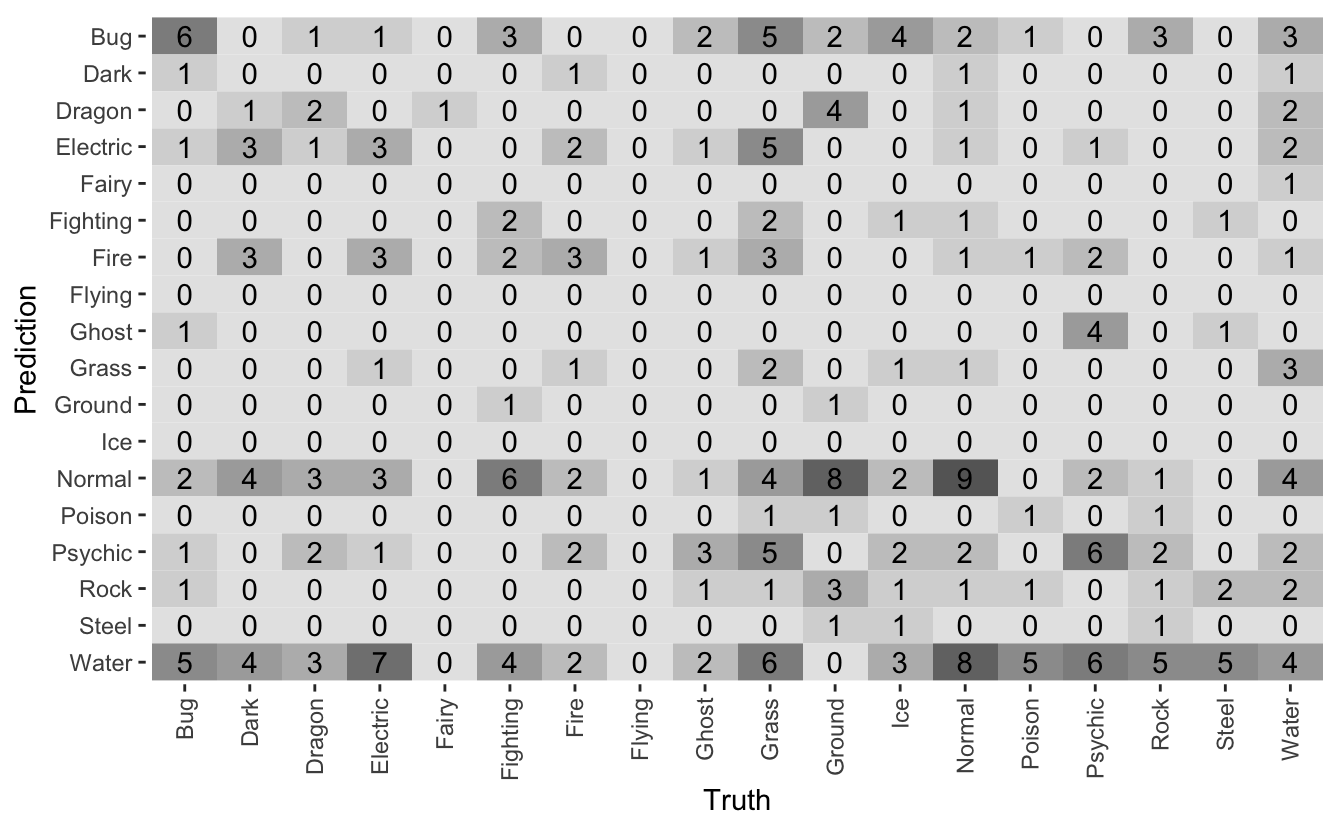 Bug 6 0 1 1 0 3 0 0 2 5 2 4 2 1 0 3 0 3
Dark 1 0 0 0 0 0 1 0 0 0 0 0 1 0 0 0 0 1
Dragon 0 1 2 0 1 0 0 0 0 0 4 0 1 0 0 0 0 2
Electric 1 3 1 3 0 0 2 0 1 5 0 0 1 0 1 0 0 2
Fairy 0 0 0 0 0 0 0 0 0 0 0 0 0 0 0 0 0 1
Fighting 0 0 0 0 0 2 0 0 0 2 0 1 1 0 0 0 1 0
Fire 0 3 0 3 0 2 3 0 1 3 0 0 1 1 2 0 0 1
Flying 0 0 0 0 0 0 0 0 0 0 0 0 0 0 0 0 0 0
Ghost 1 0 0 0 0 0 0 0 0 0 0 0 0 0 4 0 1 0
Grass 0 0 0 1 0 0 1 0 0 2 0 1 1 0 0 0 0 3
Ground 0 0 0 0 0 1 0 0 0 0 1 0 0 0 0 0 0 0
Ice 0 0 0 0 0 0 0 0 0 0 0 0 0 0 0 0 0 0
Normal 2 4 3 3 0 6 2 0 1 4 8 2 9 0 2 1 0 4
Poison 0 0 0 0 0 0 0 0 0 1 1 0 0 1 0 1 0 0
Psychic 1 0 2 1 0 0 2 0 3 5 0 2 2 0 6 2 0 2
Rock 1 0 0 0 0 0 0 0 1 1 3 1 1 1 0 1 2 2
Steel 0 0 0 0 0 0 0 0 0 0 1 1 0 0 0 1 0 0
Water 5 4 3 7 0 4 2 0 2 6 0 3 8 5 6 5 5 4
Bug Dark Dragon Electric Fairy Fighting Fire Flying Ghost Grass Ground Ice Normal Poison Psychic Rock Steel Water
Truth
Prediction